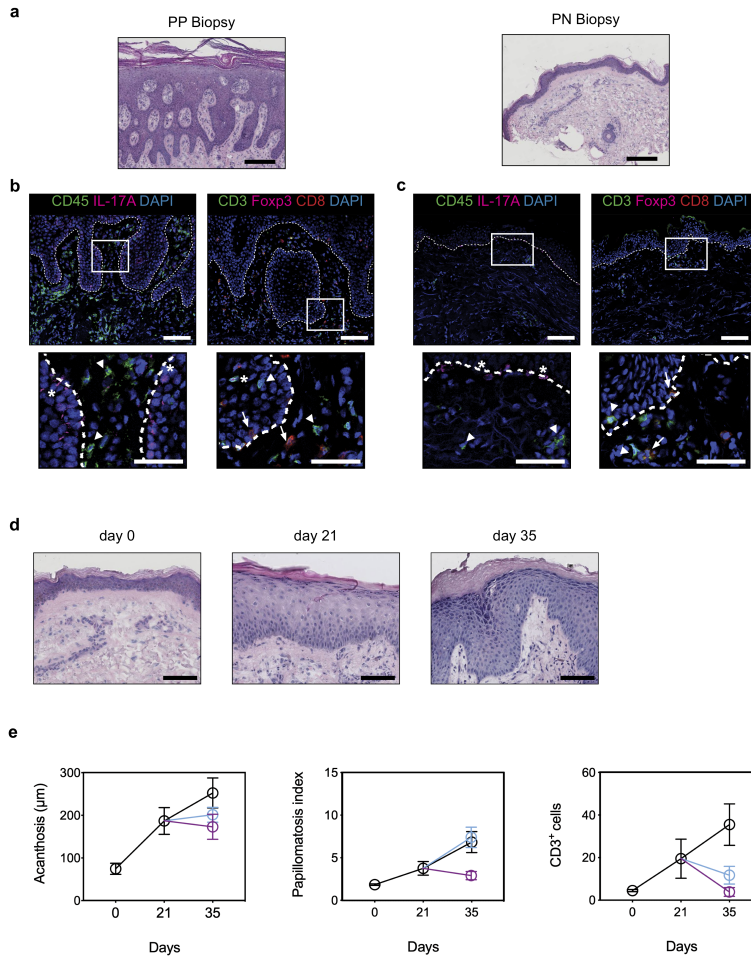 a
PP Biopsy
PN Biopsy
b
CD45 IL-17A DAPI
CD3 Foxp3 CD8 DAPI
c
CD45 IL-17A DAPI
CD3 Foxp3 CD8 DAPI
*
*
*
*
*
d
day 0
day 21
day 35
e
Acanthosis (μm)
300
200
100
0
0
21
35
Days
Papillomatosis index
15
10
5
0
0
21
35
Days
CD3+ cells
60
40
20
0
0
21
35
Days